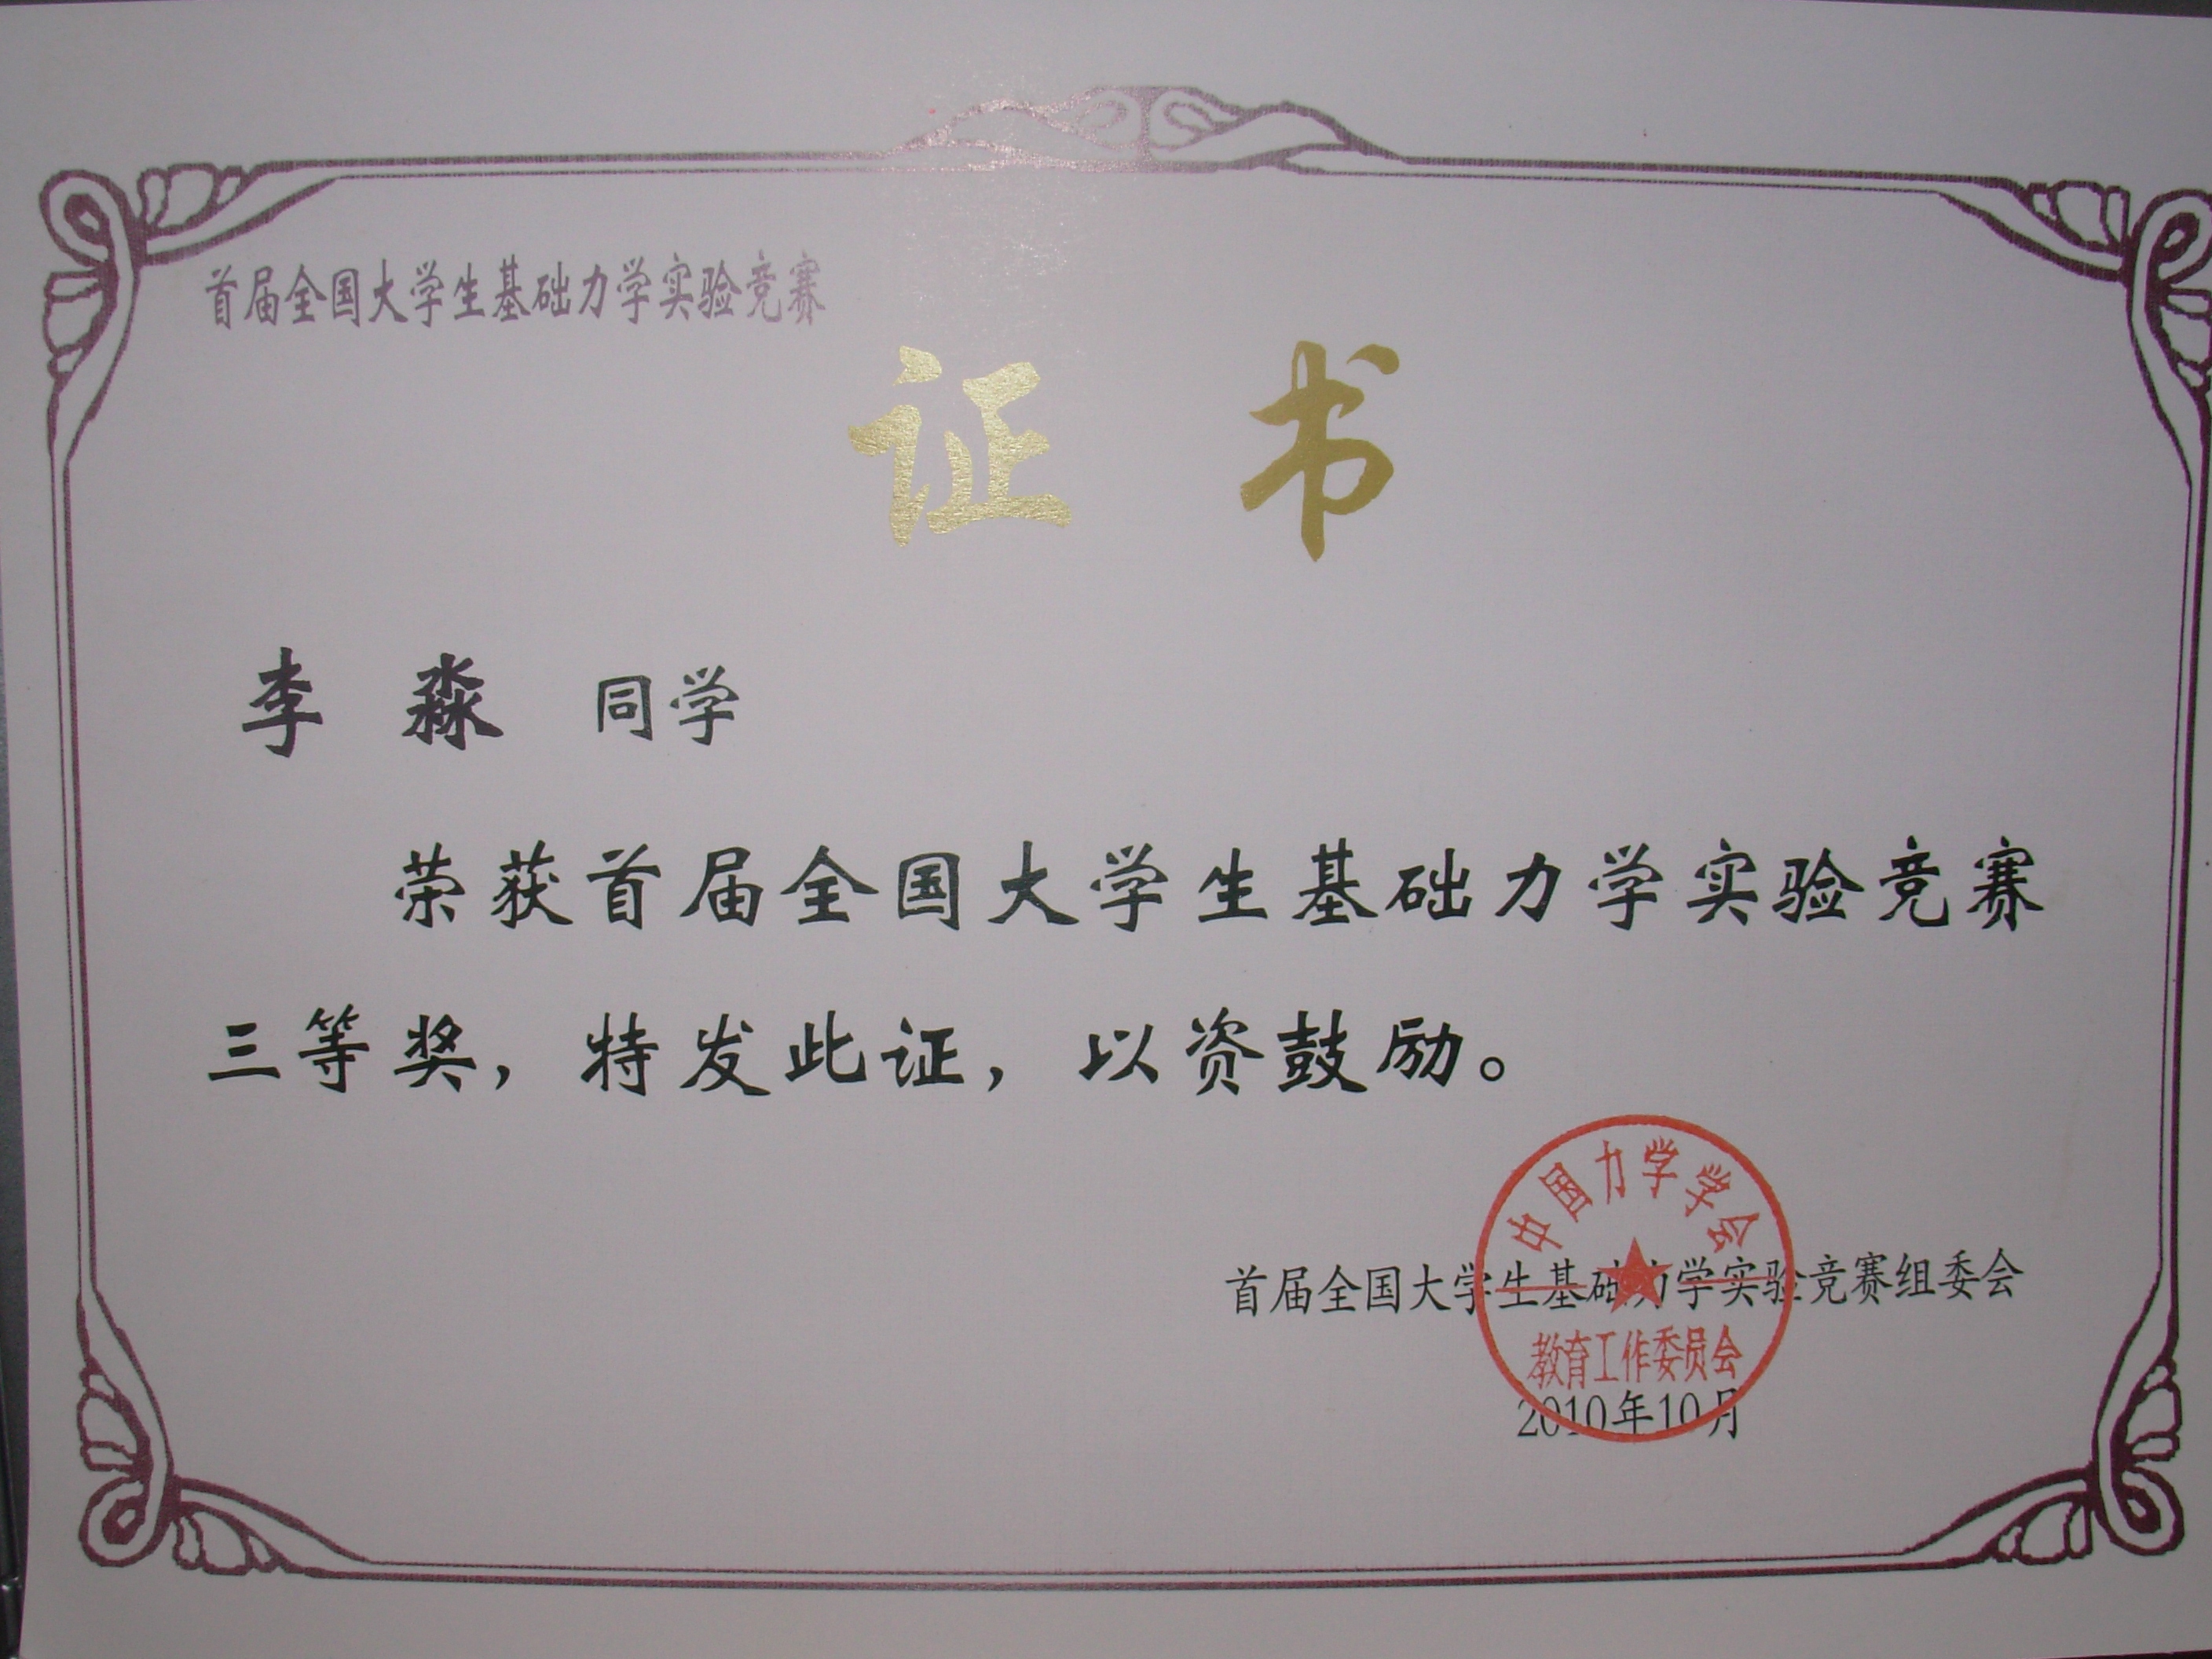 首届全国大学生基础力学实验竞赛
证书
李淼 同学
荣获首届全国大学生基础力学实验竞赛
三等奖，特发此证，以资鼓励。
中国力学学会
首届全国大学生基础力学实验竞赛组委会
教育工作委员会
2010年10月